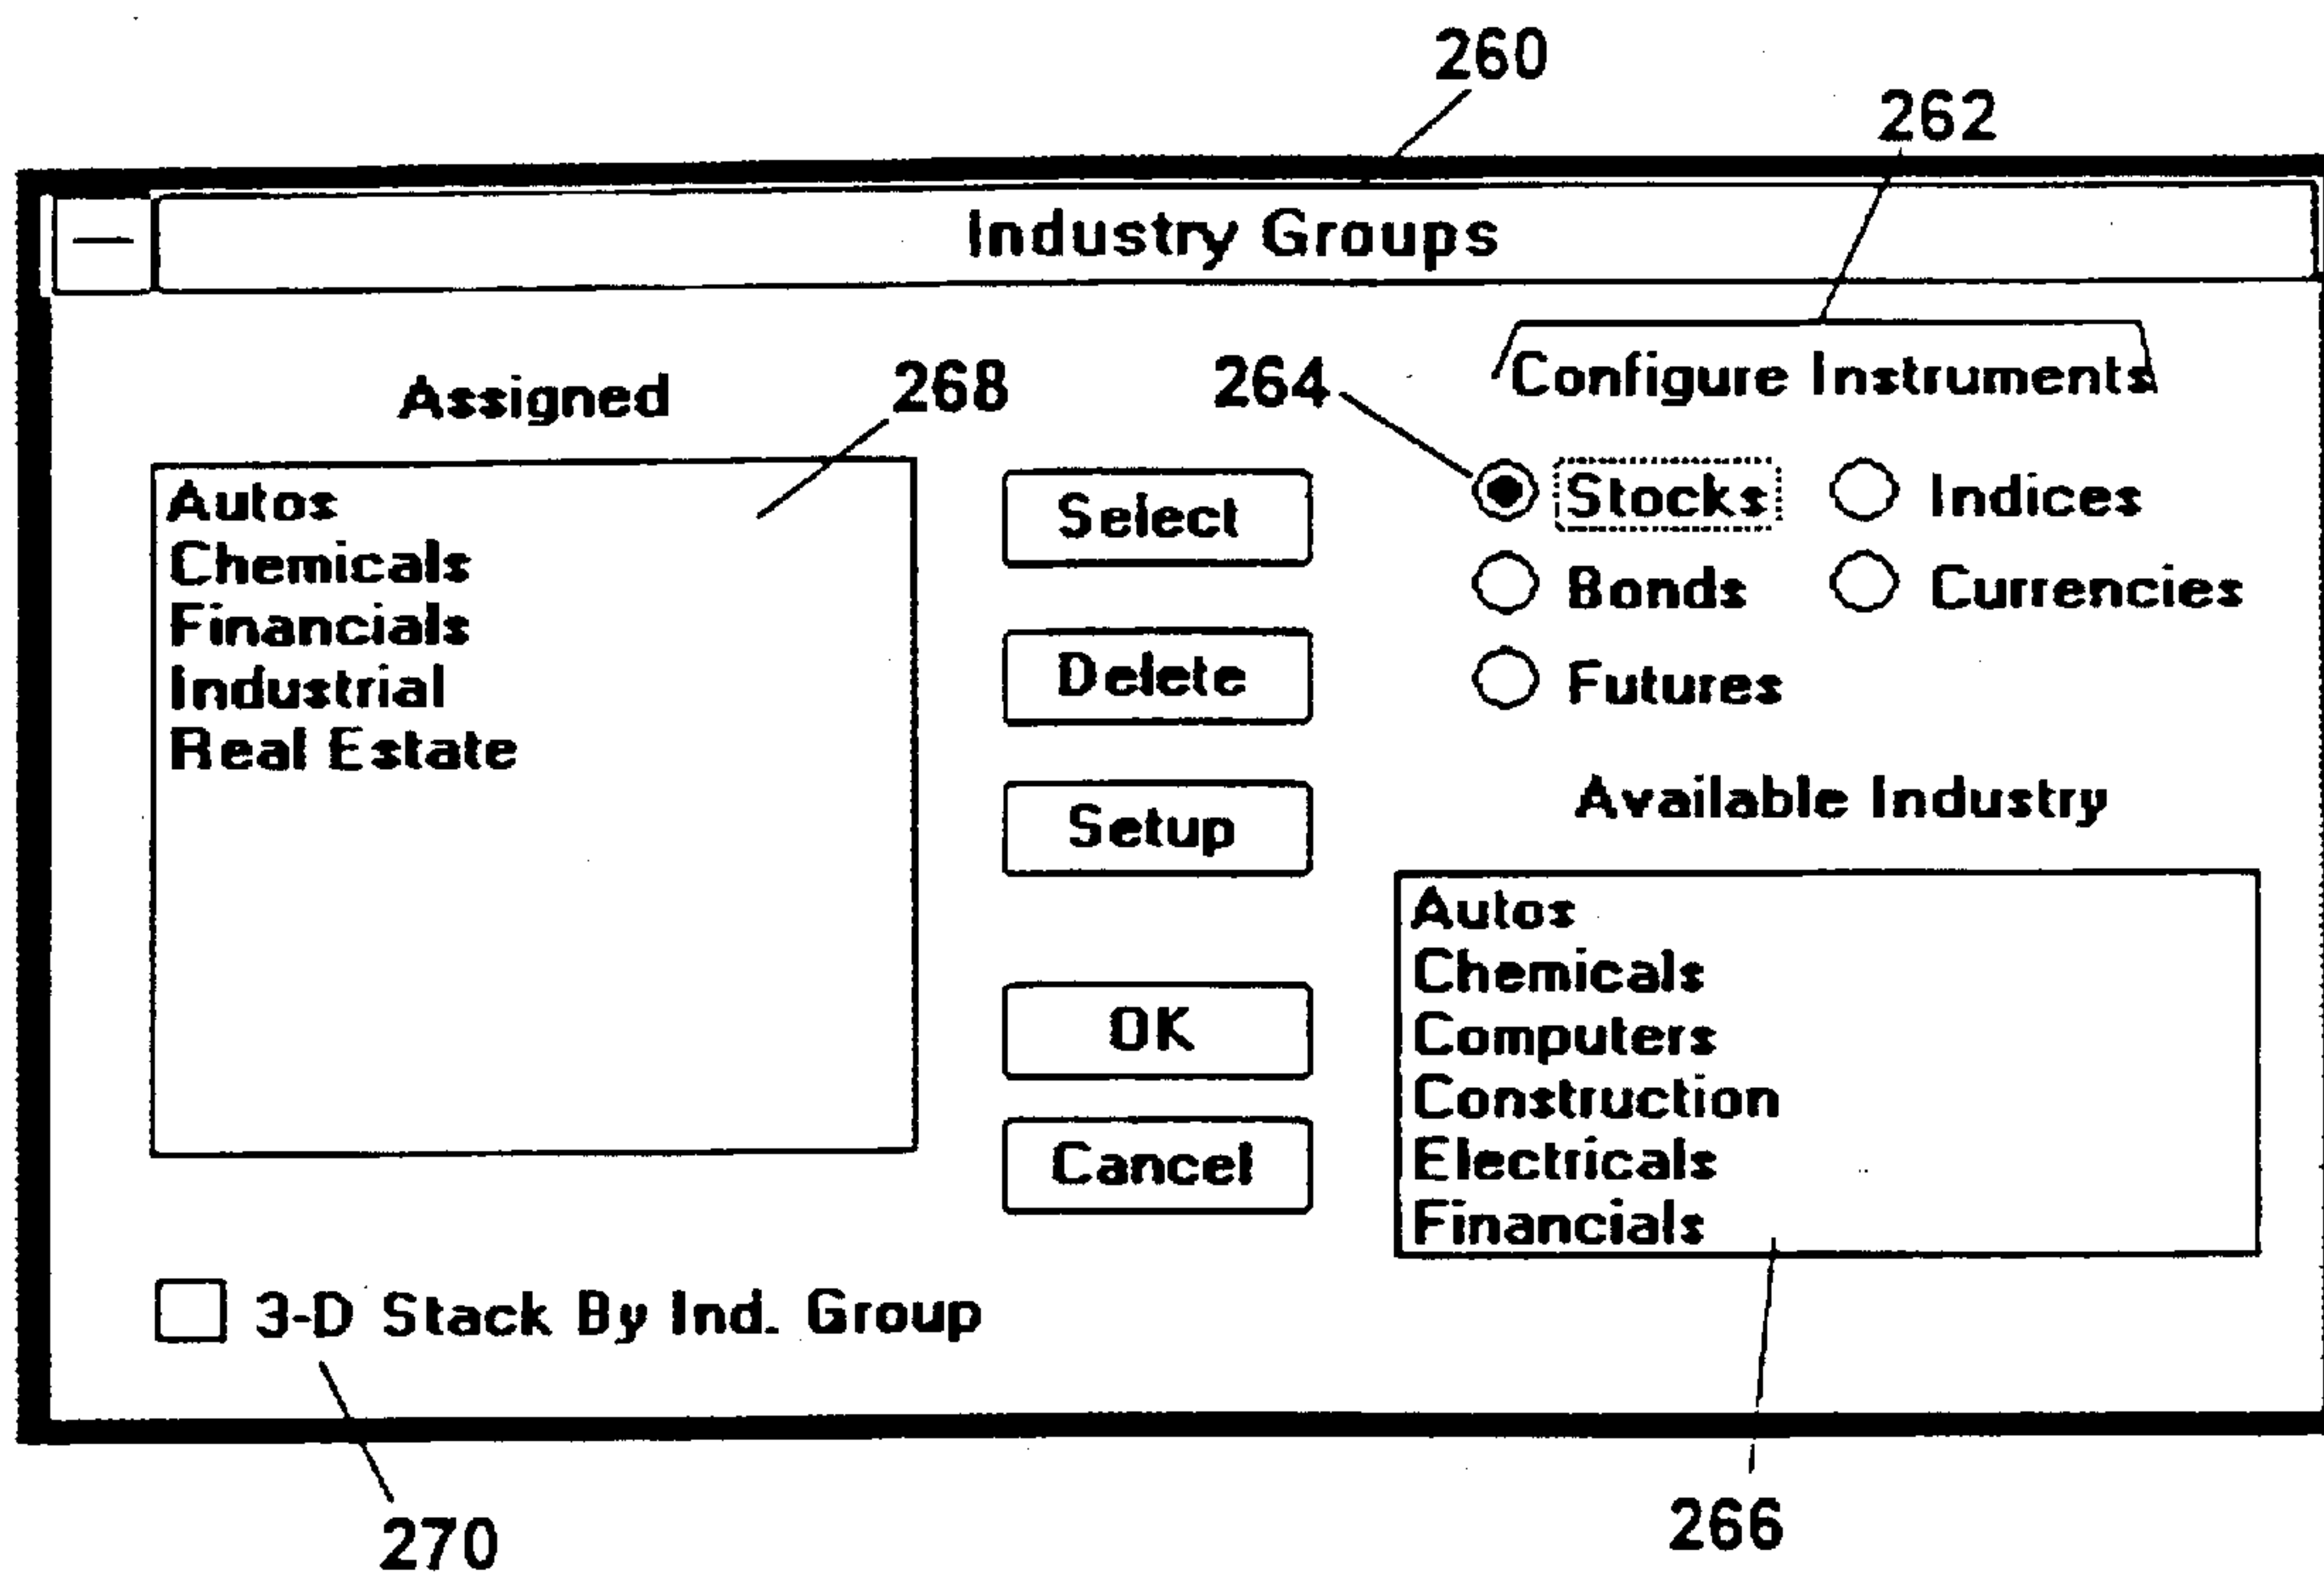 260
262
Industry Groups
Assigned
268
264
Configure Instruments
Autos
Chemicals
Financials
Industrial
Real Estate
Select
Delete
Setup
OK
Cancel
Stocks
Indices
Bonds
Currencies
Futures
Available Industry
Autos
Chemicals
Computers
Construction
Electricals
Financials
3-D Stack By Ind. Group
270
266